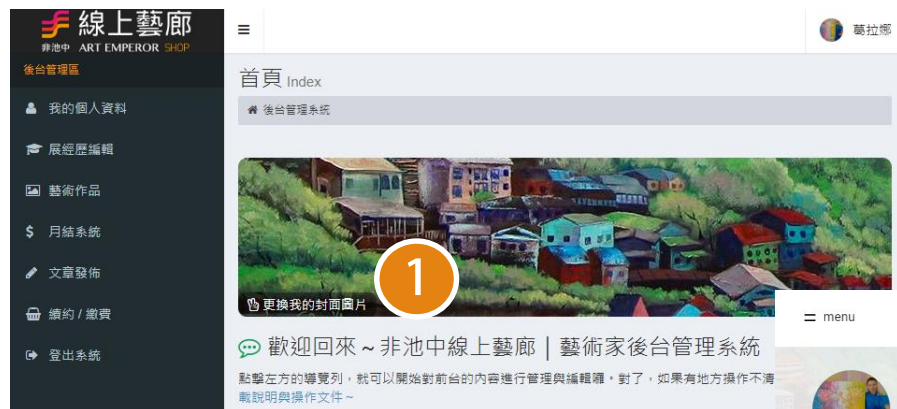 線上藝廊
非池中 ART EMPEROR SHOP
後台管理區
我的個人資料
展經歷編輯
藝術作品
月結系統
文章發佈
續約 / 繳費
登出系統
葛拉娜
首頁 Index
後台管理系統
1
更換我的封面圖片
menu
歡迎回來~非池中線上藝廊｜藝術家後台管理系統
點擊左方的導覽列，就可以開始對前台的內容進行管理與編輯囉。對了，如果有地方操作不清
載說明與操作文件~